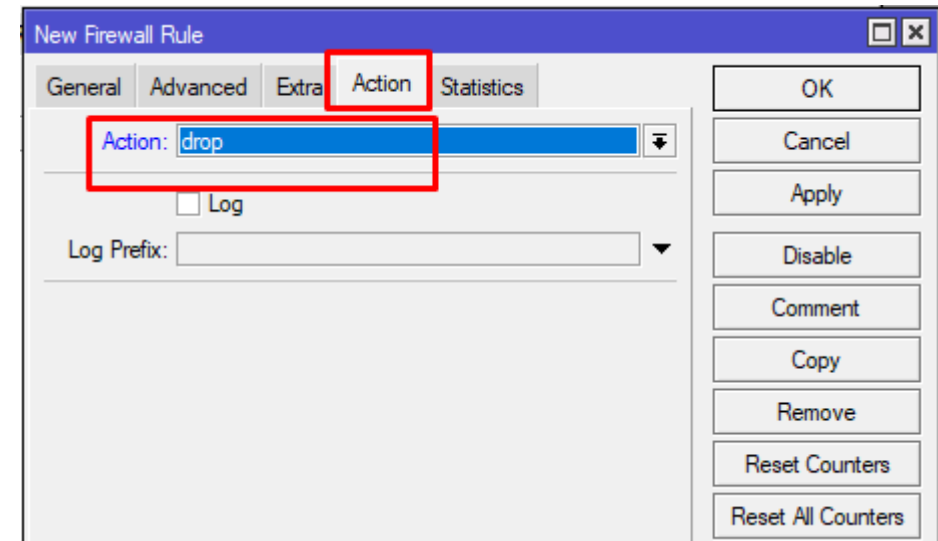 New Firewall Rule
General Advanced Extra Action Statistics
Action: drop
Log
Log Prefix:
OK
Cancel
Apply
Disable
Comment
Copy
Remove
Reset Counters
Reset All Counters